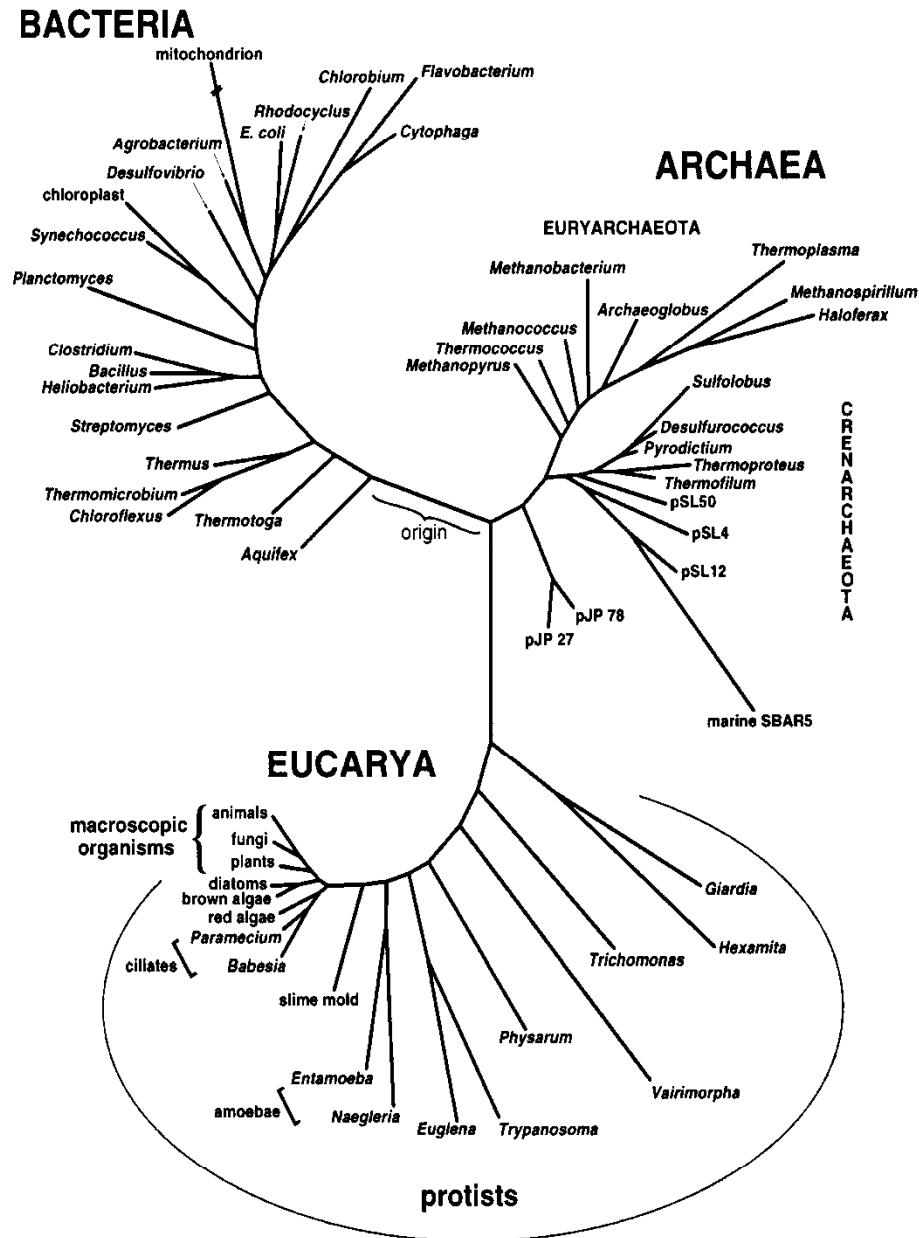 BACTERIA
mitochondrion
Chlorobium
Flavobacterium
Rhodocyclus
E. coli
Cytophaga
Agrobacterium
Desulfovibrio
chloroplast
Synechococcus
Planctomyces
Clostridium
Bacillus
Heliobacterium
Streptomyces
Thermus
Thermomicrobium
Chloroflexus
Thermotoga
Aquifex
origin
ARCHAEA
EURYARCHAEOTA
Methanobacterium
Thermoplasma
Archaeoglobus
Methanospirillum
Haloferax
Methanococcus
Thermococcus
Methanopyrus
Sulfolobus
Desulfurococcus
Pyrodictium
Thermoproteus
Thermofilum
pSL50
pSL4
pSL12
pJP 78
pJP 27
marine SBAR5
CRENARCHAEOTA
EUCARYA
macroscopic
organisms
animals
fungi
plants
diatoms
brown algae
red algae
Paramecium
ciliates
Babesia
slime mold
Entamoeba
amoebae
Naegleria
Euglena
Trypanosoma
Physarum
Vairimorpha
Trichomonas
Hexamita
Giardia
protists